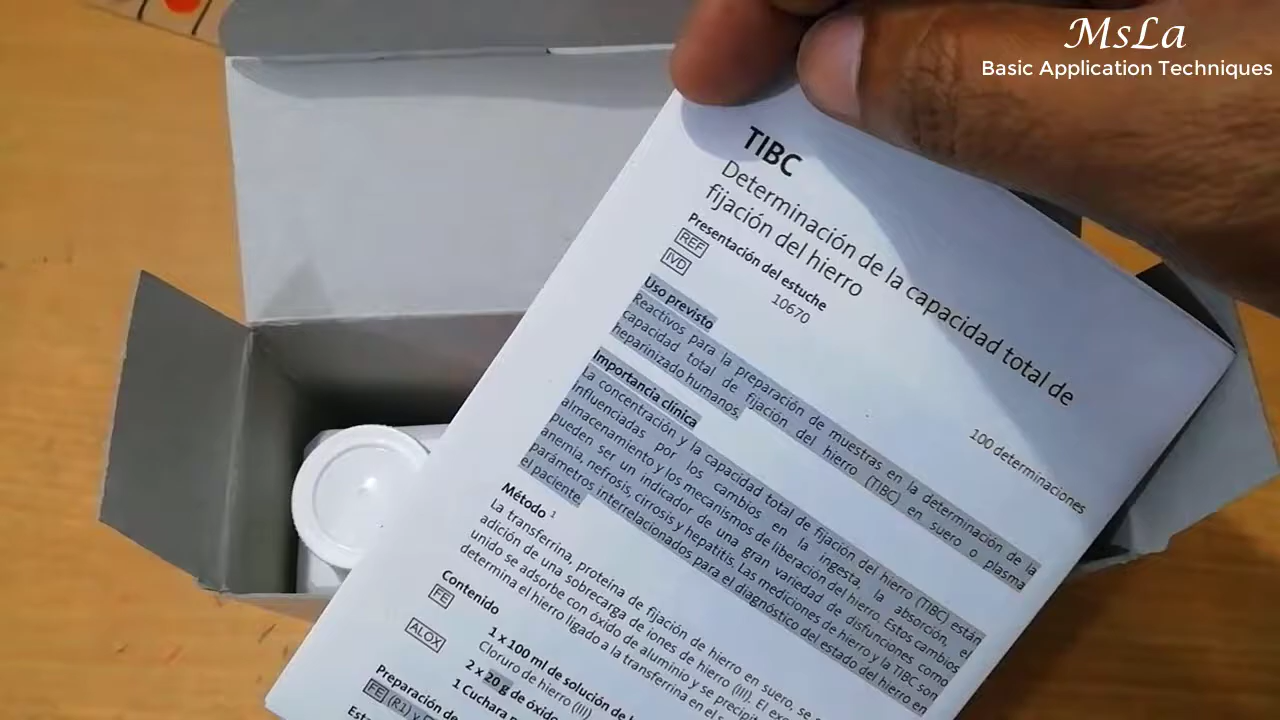 MsLa
Basic Application Techniques
TIBC
Determinación de la capacidad total de
fijación del hierro
Presentación del estuche
REF
10670
100 determinaciones
IVD
Uso previsto
Reactivos para la preparación de muestras en la determinación de la
capacidad total de fijación del hierro (TIBC) en suero o plasma
heparinizado humanos.
Importancia clínica
La concentración y la capacidad total de fijación del hierro (TIBC) están
influenciadas por los cambios en la ingesta, la absorción, el
almacenamiento y los mecanismos de liberación del hierro. Estos cambios
pueden ser un indicador de una gran variedad de disfunciones como
anemia, nefrosis, cirrosis y hepatitis. Las mediciones de hierro y la TIBC son
parámetros interrelacionados para el diagnóstico del estado del hierro en
el paciente
Método 1
La transferrina, proteína de fijación de hierro en suero, se
adición de una sobrecarga de iones de hierro (III). El
unido se adsorbe con óxido de aluminio y se
determina el hierro ligado a la transferrina en el
Contenido
FE
1 x 100 ml de solución de
Cloruro de hierro (III)
ALOX
2 x 20 g de óxido
1 Cuchara
Preparación de
FE (R1) y